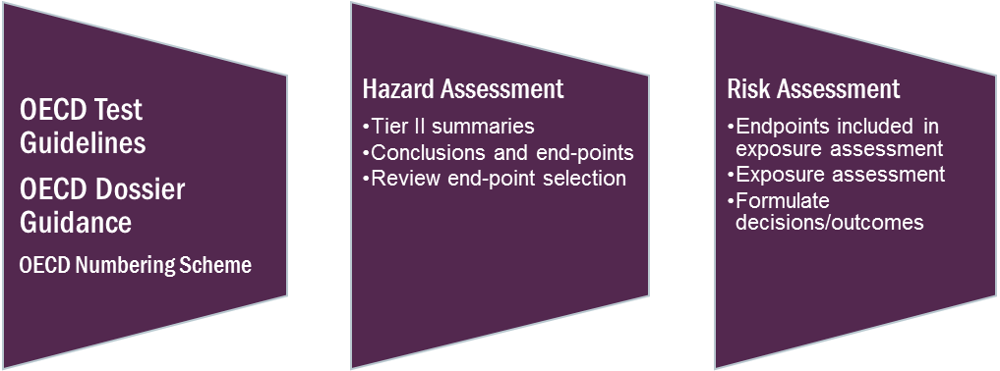 OECD Test
Guidelines
OECD Dossier
Guidance
OECD Numbering Scheme
Hazard Assessment
•Tier II summaries
•Conclusions and end-points
•Review end-point selection
Risk Assessment
•Endpoints included in
exposure assessment
•Exposure assessment
•Formulate
decisions/outcomes